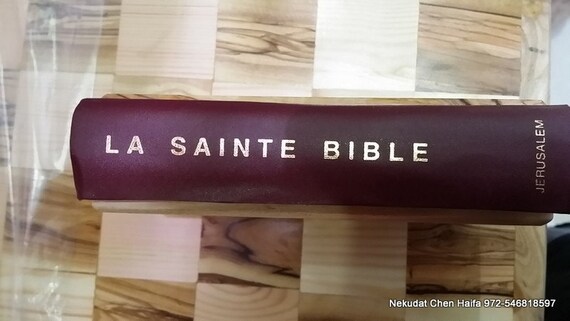 LA SAINTE BIBLE
JERUSALEM
Nekudat Chen Haifa 972-546818597